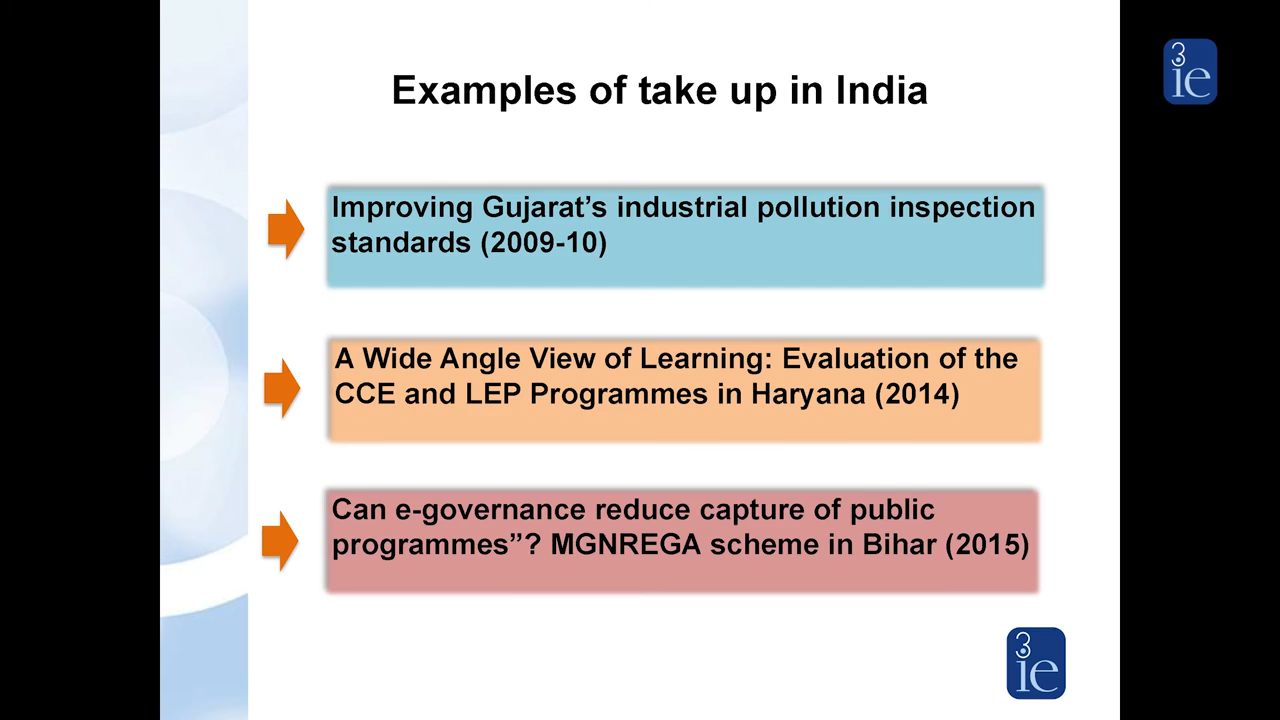 3ie
Examples of take up in India
Improving Gujarat’s industrial pollution inspection
standards (2009-10)
A Wide Angle View of Learning: Evaluation of the
CCE and LEP Programmes in Haryana (2014)
Can e-governance reduce capture of public
programmes”? MGNREGA scheme in Bihar (2015)
3ie